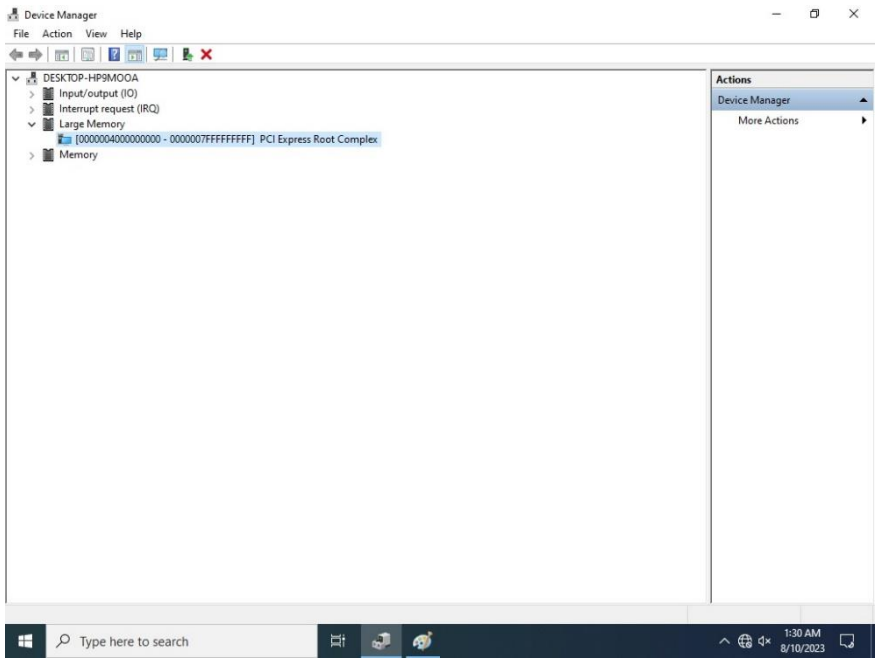 Device Manager
File Action View Help
DESKTOP-HP9MOOA
Input/output (IO)
Interrupt request (IRQ)
Large Memory
[0000004000000000 - 0000007FFFFFFFFF] PCI Express Root Complex
Memory
Actions
Device Manager
More Actions
Type here to search
1:30 AM
8/10/2023